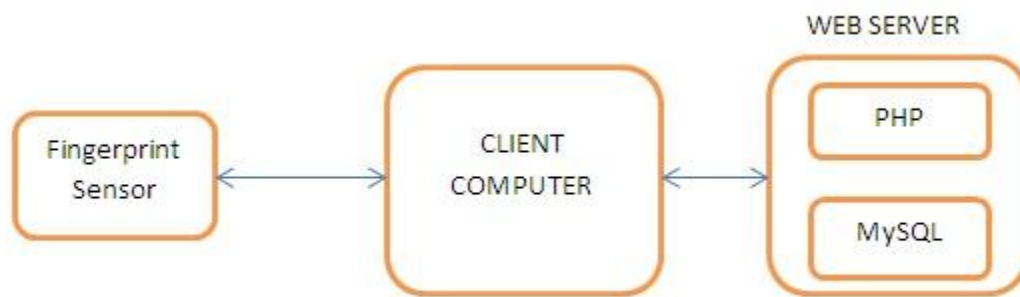 WEB SERVER
Fingerprint
Sensor
CLIENT
COMPUTER
PHP
MySQL